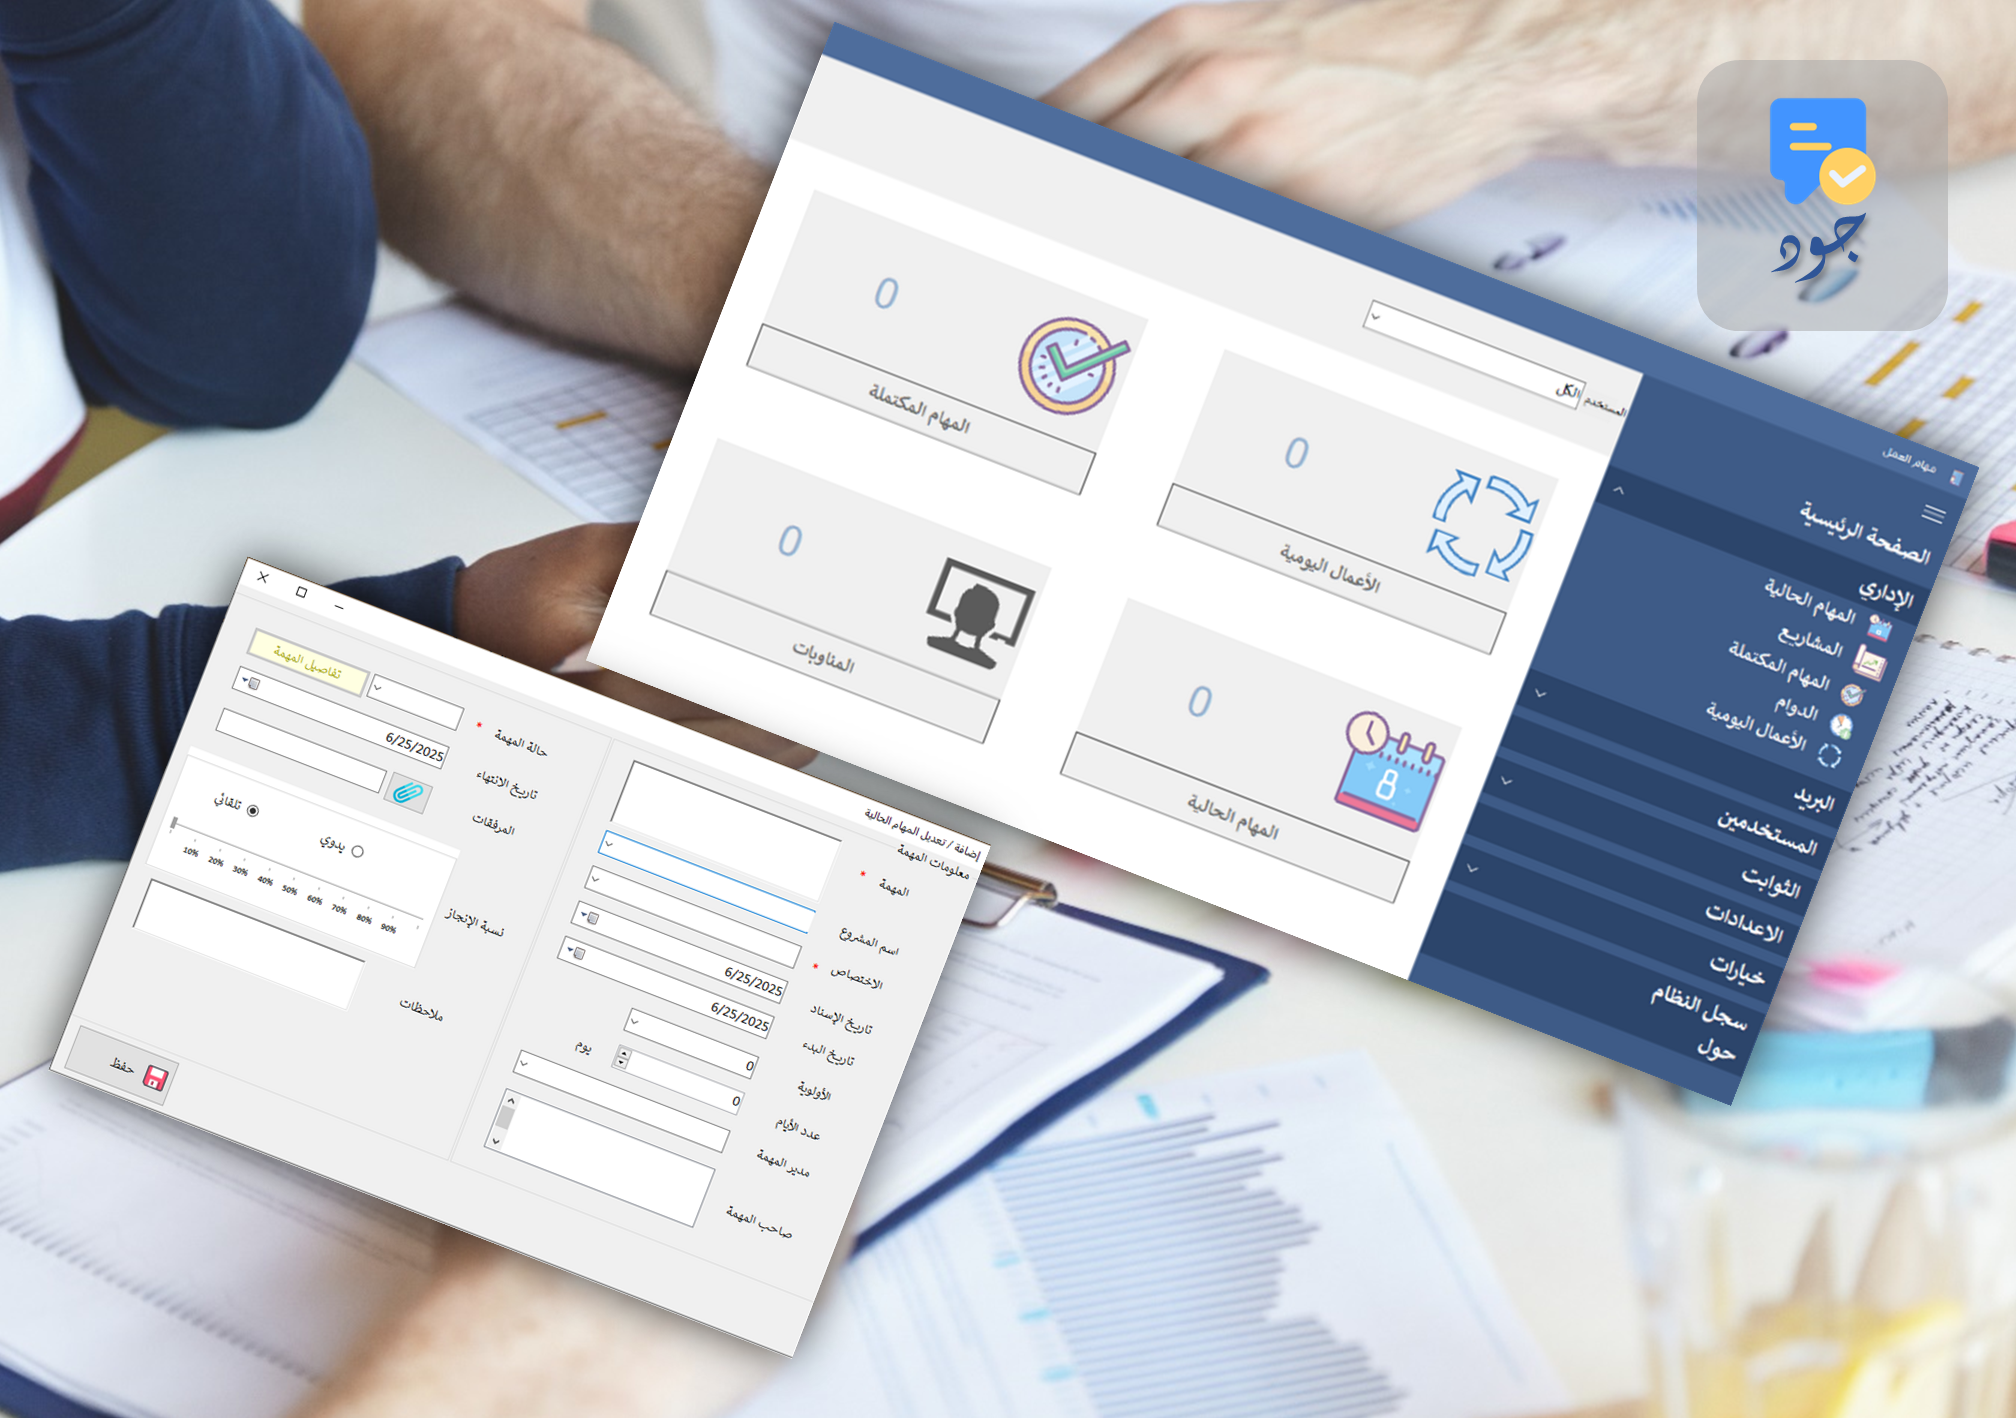 جود
مهام العمل
الصفحة الرئيسية
الإداري
المهام الحالية
المشاريع
المهام المكتملة
الدوام
الأعمال اليومية
البريد
المستخدمين
الثوابت
الاعدادات
خيارات
سجل النظام
حول
المستخدم
الكل
0
الأعمال اليومية
0
المهام المكتملة
0
المهام الحالية
0
المناوبات
إضافة / تعديل المهام الحالية
معلومات المهمة
المهمة *
اسم المشروع
الاختصاص *
تاريخ الإسناد
6/25/2025
تاريخ البدء
6/25/2025
الأولوية
0
عدد الأيام
0
يوم
مدير المهمة
صاحب المهمة
حالة المهمة *
تفاصيل المهمة
تاريخ الانتهاء
6/25/2025
المرفقات
نسبة الإنجاز
يدوي
تلقائي
10% 20% 30% 40% 50% 60% 70% 80% 90%
ملاحظات
حفظ